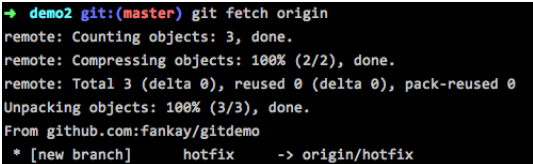 ➜ demo2 git:(master) git fetch origin
remote: Counting objects: 3, done.
remote: Compressing objects: 100% (2/2), done.
remote: Total 3 (delta 0), reused 0 (delta 0), pack-reused 0
Unpacking objects: 100% (3/3), done.
From github.com:fankay/gitdemo
* [new branch] hotfix -> origin/hotfix